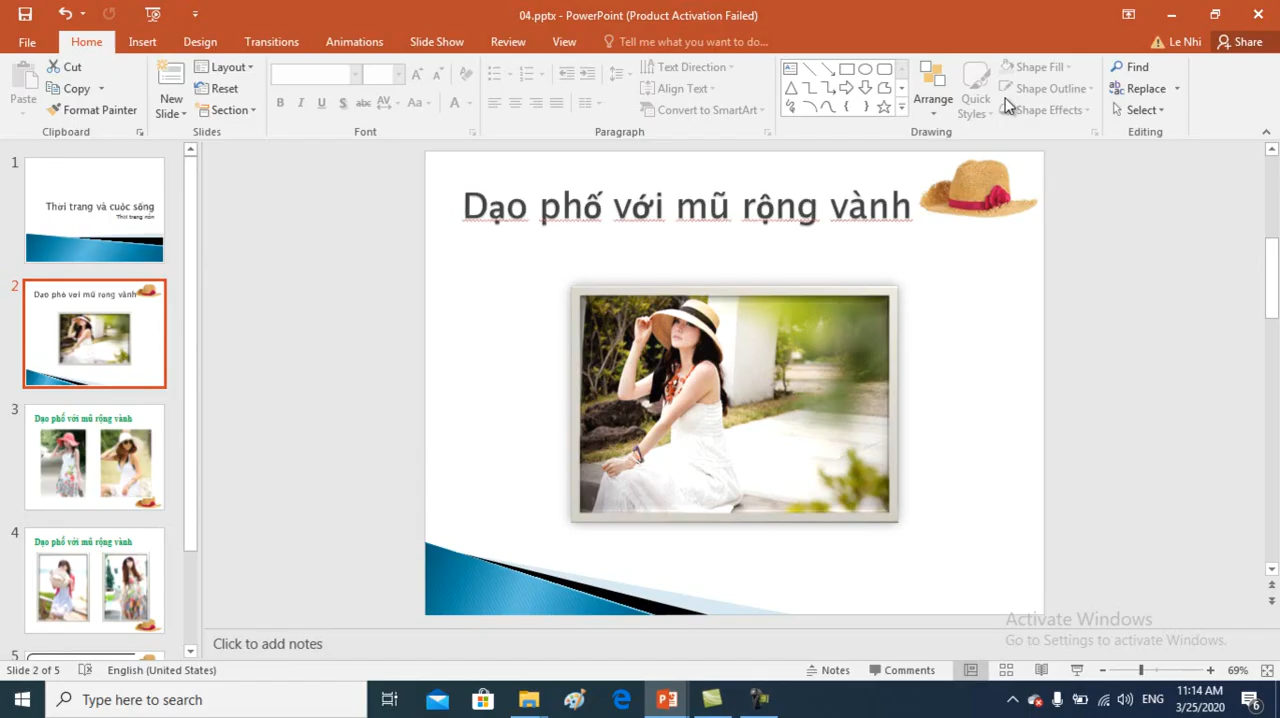 04.pptx - PowerPoint (Product Activation Failed)
File Home Insert Design Transitions Animations Slide Show Review View Tell me what you want to do... Le Nhi Share
Paste
Cut
Copy
Format Painter
Clipboard
New Slide
Layout
Reset
Section
Slides
Font
Text Direction
Align Text
Convert to SmartArt
Paragraph
Arrange
Quick Styles
Shape Fill
Shape Outline
Shape Effects
Drawing
Find
Replace
Select
Editing
1
Thời trang và cuộc sống
Thời trang nón
2
Dạo phố với mũ rộng vành
3
Dạo phố với mũ rộng vành
4
Dạo phố với mũ rộng vành
5
Dạo phố với mũ rộng vành
Click to add notes
Activate Windows
Go to Settings to activate Windows.
Slide 2 of 5 English (United States) Notes Comments 69%
Type here to search
ENG
11:14 AM
3/25/2020
6